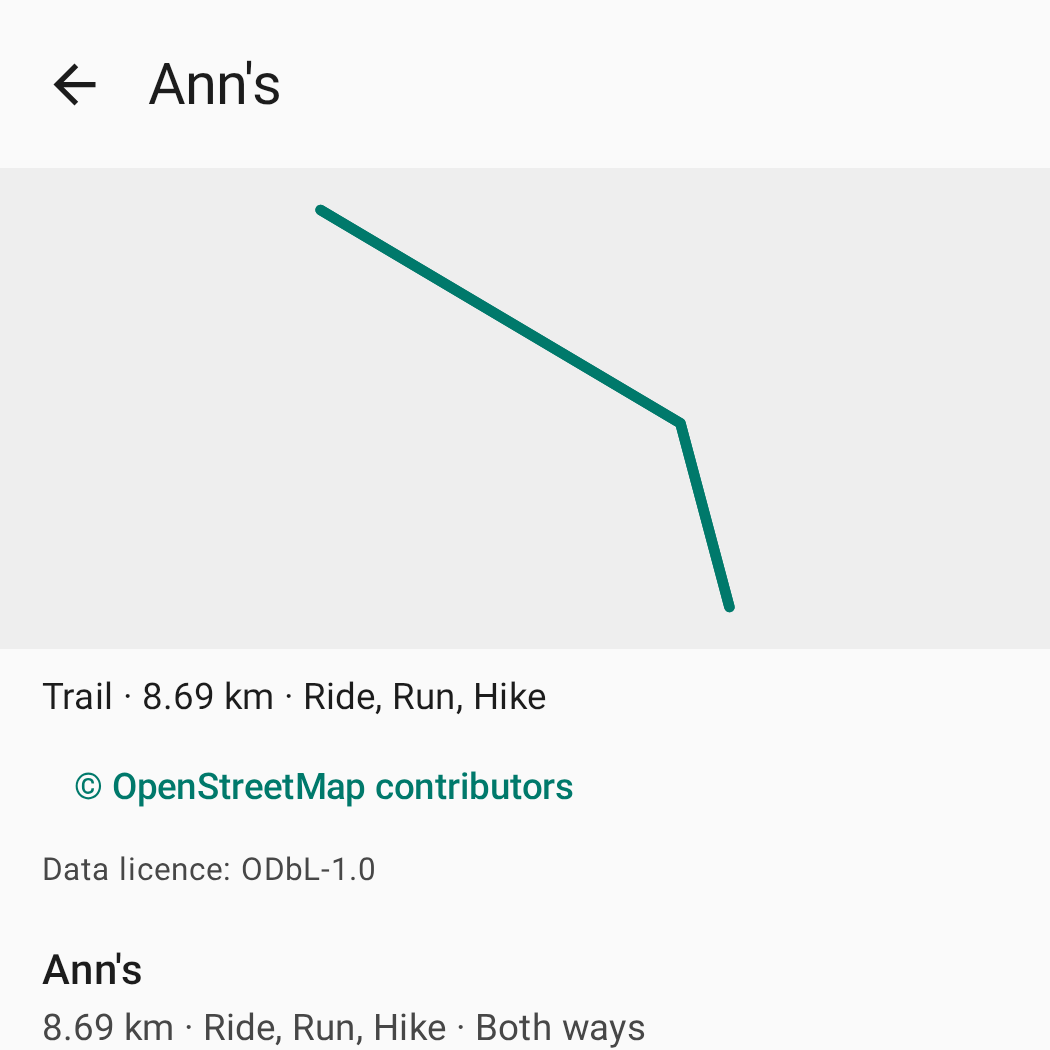 Ann's
Trail · 8.69 km · Ride, Run, Hike
© OpenStreetMap contributors
Data licence: ODbL-1.0
Ann's
8.69 km · Ride, Run, Hike · Both ways